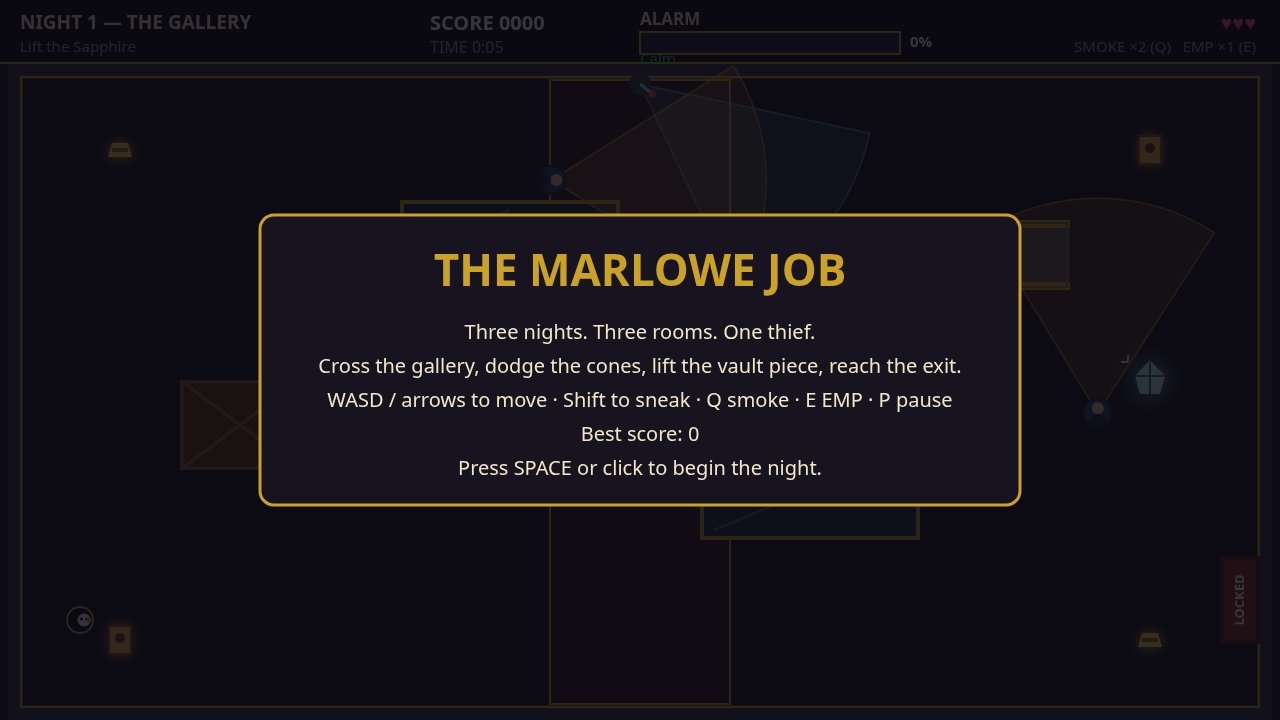 NIGHT 1 — THE GALLERY
Lift the Sapphire
SCORE 0000
TIME 0:05
ALARM
0%
Calm
♥♥♥
SMOKE ×2 (Q) EMP ×1 (E)
THE MARLOWE JOB
Three nights. Three rooms. One thief.
Cross the gallery, dodge the cones, lift the vault piece, reach the exit.
WASD / arrows to move · Shift to sneak · Q smoke · E EMP · P pause
Best score: 0
Press SPACE or click to begin the night.
LOCKED